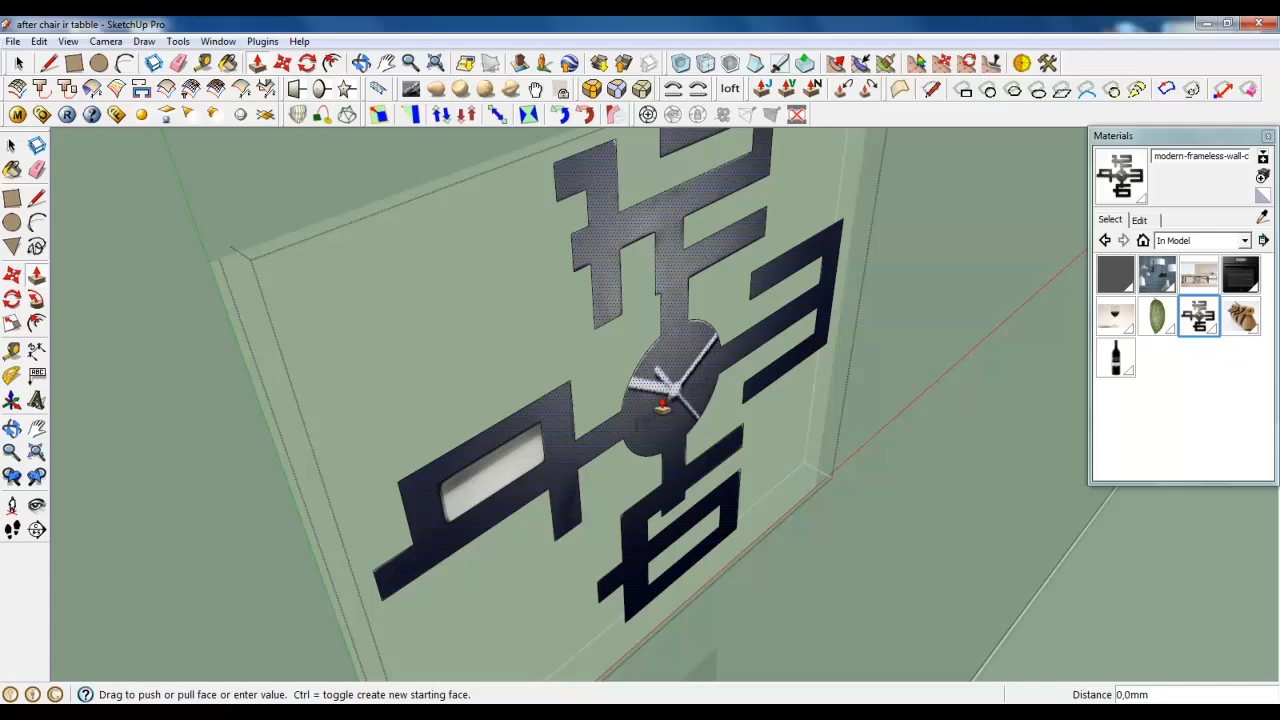 after chair ir tabble - SketchUp Pro
File Edit View Camera Draw Tools Window Plugins Help
loft
Materials
modern-frameless-wall-c
Select Edit
In Model
Drag to push or pull face or enter value. Ctrl = toggle create new starting face.
Distance 0,0mm